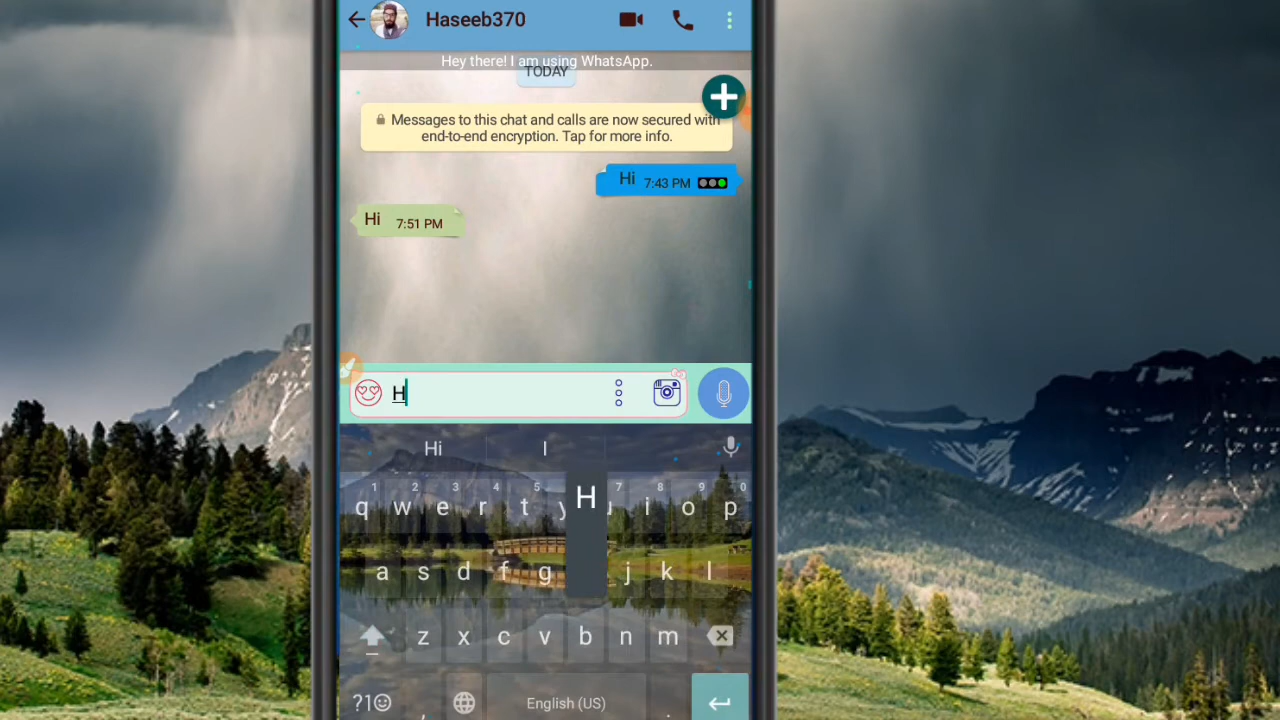 Haseeb370
Hey there! I am using WhatsApp.
TODAY
Messages to this chat and calls are now secured with
end-to-end encryption. Tap for more info.
Hi 7:43 PM
Hi 7:51 PM
H
Hi I
1 2 3 4 5 7 8 9 0
q w e r t y H u i o p
a s d f g j k l
z x c v b n m
?1☺ , English (US) .